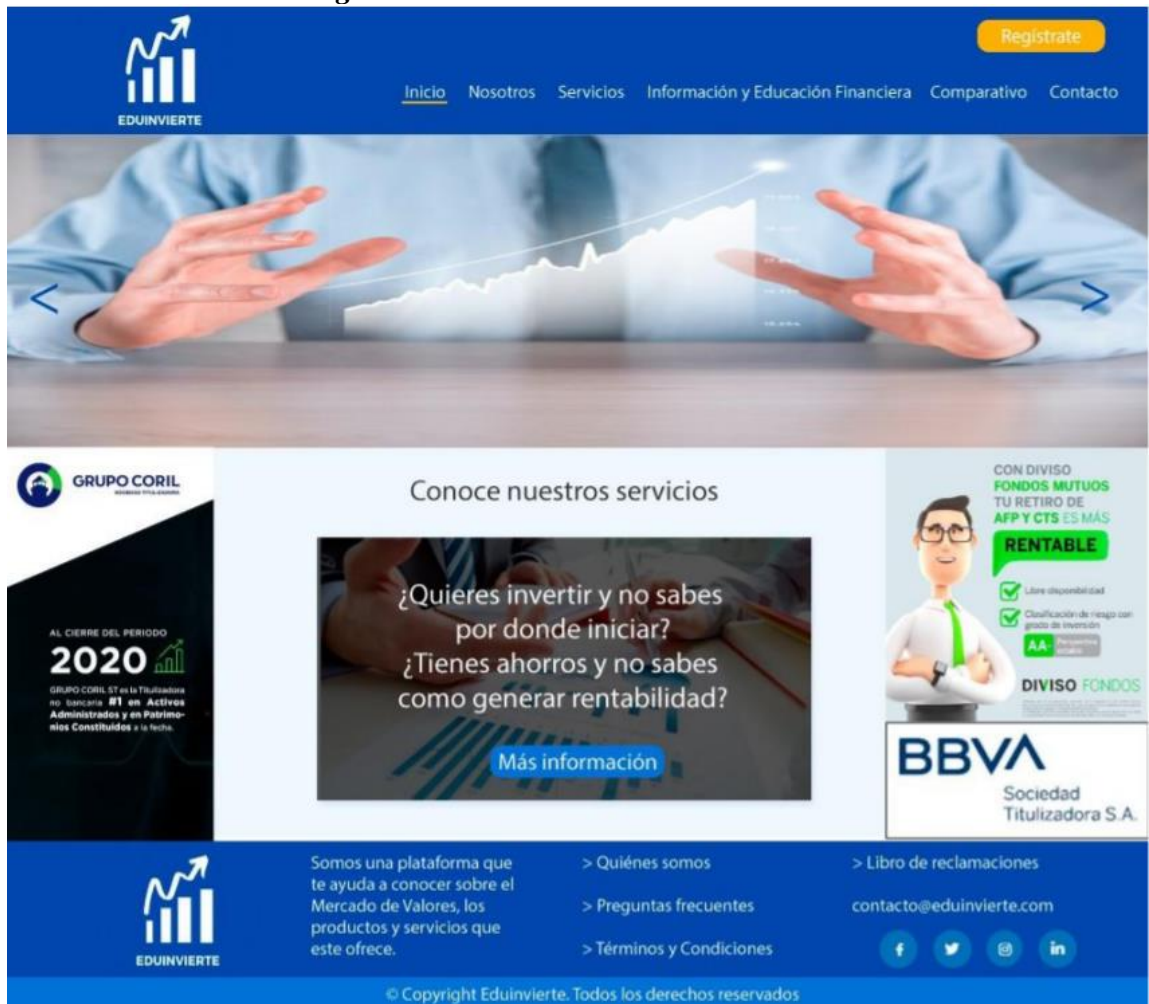 Regístrate
EDUINVIERTE
Inicio Nosotros Servicios Información y Educación Financiera Comparativo Contacto
<
>
GRUPO CORIL
AL CIERRE DEL PERIODO
2020
GRUPO CORIL ST es la Titulizadora
no bancaria #1 en Activos
Administrados y en Patrimo-
nios Constituidos a la fecha.
Conoce nuestros servicios
¿Quieres invertir y no sabes
por donde iniciar?
¿Tienes ahorros y no sabes
como generar rentabilidad?
Más información
CON DIVISO
FONDOS MUTUOS
TU RETIRO DE
AFP Y CTS ES MÁS
RENTABLE
Libre disponibilidad
Clasificación de riesgo con
grado de inversión
AA-
DIVISO FONDOS
BBVA
Sociedad
Titulizadora S.A.
EDUINVIERTE
Somos una plataforma que
te ayuda a conocer sobre el
Mercado de Valores, los
productos y servicios que
este ofrece.
> Quiénes somos
> Preguntas frecuentes
> Términos y Condiciones
> Libro de reclamaciones
contacto@eduinvierte.com
© Copyright Eduinvierte. Todos los derechos reservados